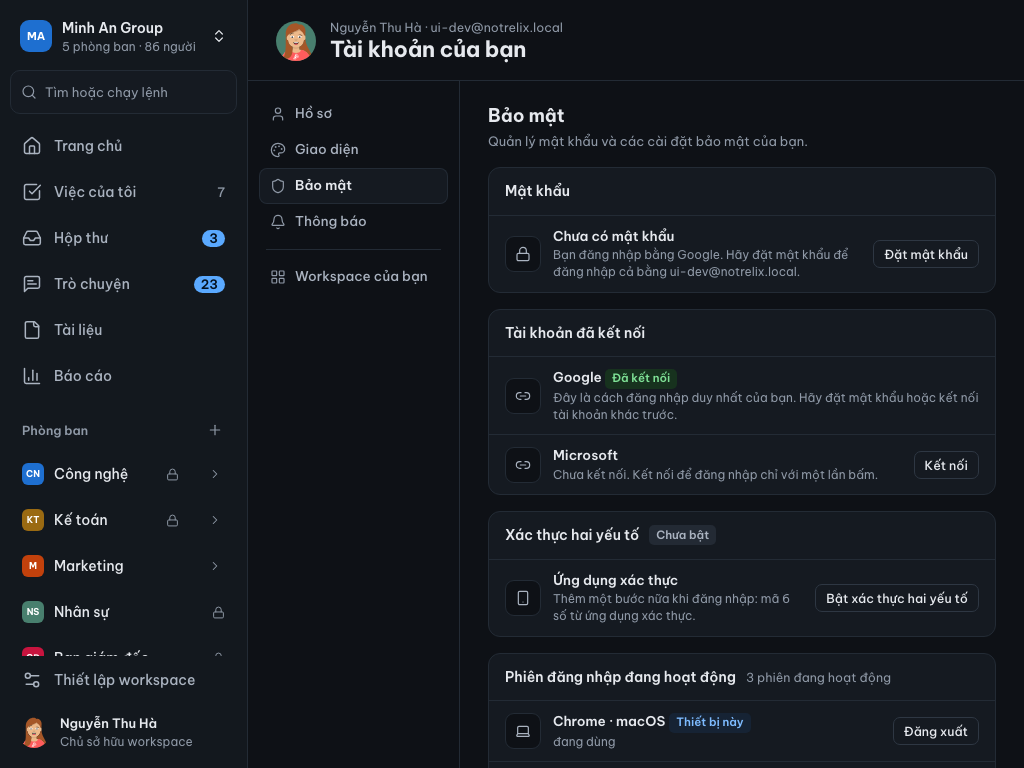 MA
Minh An Group
5 phòng ban · 86 người
Tìm hoặc chạy lệnh
Trang chủ
Việc của tôi 7
Hộp thư 3
Trò chuyện 23
Tài liệu
Báo cáo
Phòng ban
CN Công nghệ
KT Kế toán
M Marketing
NS Nhân sự
Thiết lập workspace
Nguyễn Thu Hà
Chủ sở hữu workspace
Nguyễn Thu Hà · ui-dev@notrelix.local
Tài khoản của bạn
Hồ sơ
Giao diện
Bảo mật
Thông báo
Workspace của bạn
Bảo mật
Quản lý mật khẩu và các cài đặt bảo mật của bạn.
Mật khẩu
Chưa có mật khẩu
Bạn đăng nhập bằng Google. Hãy đặt mật khẩu để
đăng nhập cả bằng ui-dev@notrelix.local.
Đặt mật khẩu
Tài khoản đã kết nối
Google Đã kết nối
Đây là cách đăng nhập duy nhất của bạn. Hãy đặt mật khẩu hoặc kết nối
tài khoản khác trước.
Microsoft
Chưa kết nối. Kết nối để đăng nhập chỉ với một lần bấm.
Kết nối
Xác thực hai yếu tố Chưa bật
Ứng dụng xác thực
Thêm một bước nữa khi đăng nhập: mã 6
số từ ứng dụng xác thực.
Bật xác thực hai yếu tố
Phiên đăng nhập đang hoạt động 3 phiên đang hoạt động
Chrome · macOS Thiết bị này
đang dùng
Đăng xuất